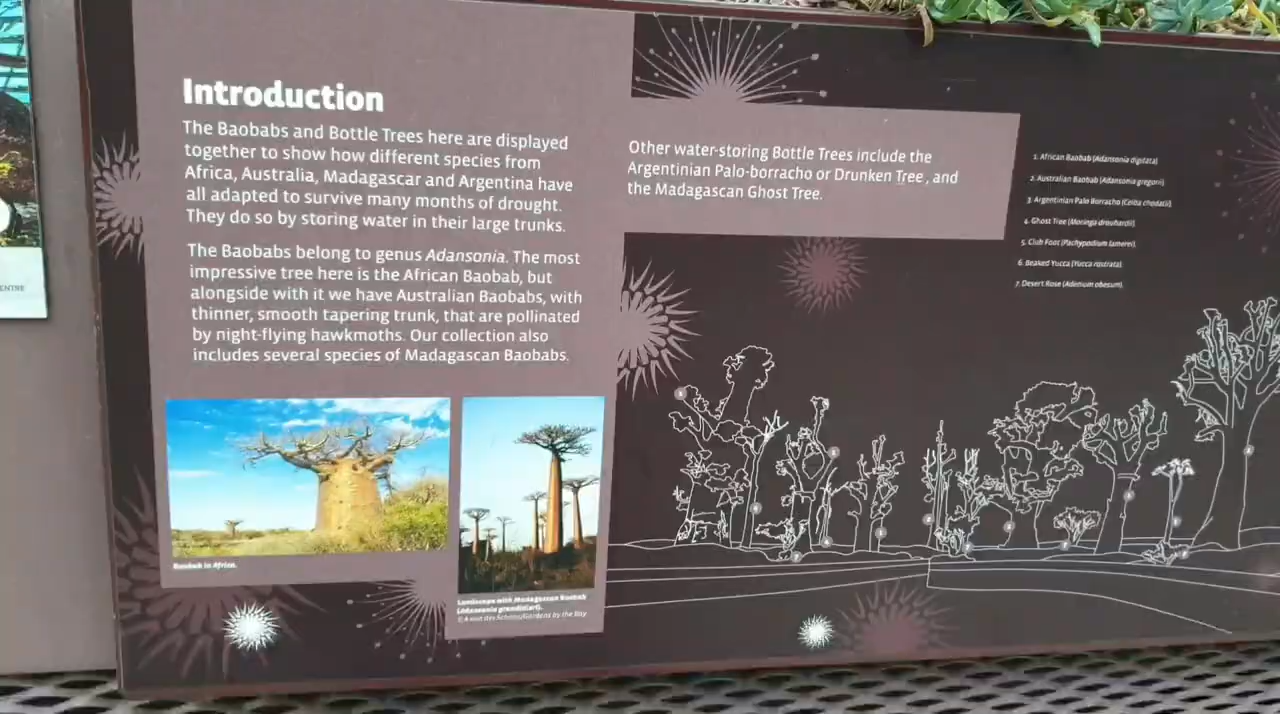 Introduction
The Baobabs and Bottle Trees here are displayed
together to show how different species from
Africa, Australia, Madagascar and Argentina have
all adapted to survive many months of drought.
They do so by storing water in their large trunks.
The Baobabs belong to genus Adansonia. The most
impressive tree here is the African Baobab, but
alongside with it we have Australian Baobabs, with
thinner, smooth tapering trunk, that are pollinated
by night-flying hawkmoths. Our collection also
includes several species of Madagascan Baobabs.
Baobab in Africa.
Landscape with Madagascan Baobab
(Adansonia grandidieri).
Gardens by the Bay
Other water-storing Bottle Trees include the
Argentinian Palo-borracho or Drunken Tree , and
the Madagascan Ghost Tree.
1. African Baobab (Adansonia digitata)
2. Australian Baobab (Adansonia gregorii)
3. Argentinian Palo Borracho (Ceiba chodatii)
4. Ghost Tree (Moringa drouhardii)
5. Club Foot (Pachypodium lamerei)
6. Beaked Yucca (Yucca rostrata)
7. Desert Rose (Adenium obesum)